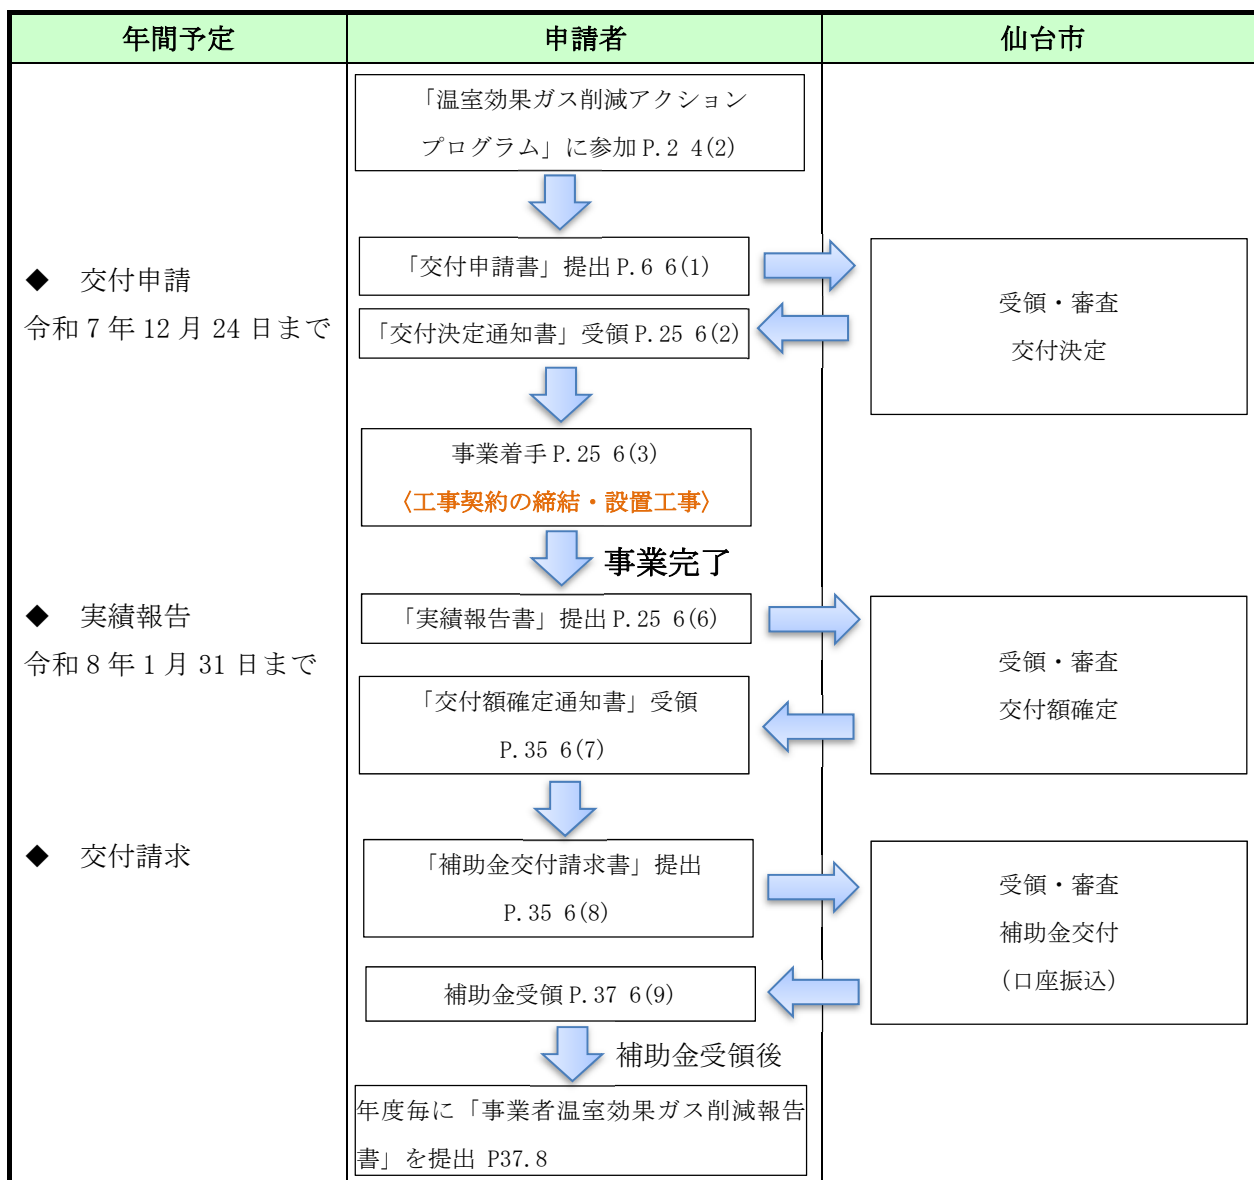 年間予定
申請者
仙台市
「温室効果ガス削減アクション
プログラム」に参加 P.2 4(2)
◆ 交付申請
令和７年 12 月 24 日まで
「交付申請書」提出 P.6 6(1)
「交付決定通知書」受領 P.25 6(2)
受領・審査
交付決定
事業着手 P.25 6(3)
〈工事契約の締結・設置工事〉
事業完了
◆ 実績報告
令和８年１月 31 日まで
「実績報告書」提出 P.25 6(6)
「交付額確定通知書」受領
P.35 6(7)
受領・審査
交付額確定
◆ 交付請求
「補助金交付請求書」提出
P.35 6(8)
受領・審査
補助金交付
（口座振込）
補助金受領 P.37 6(9)
補助金受領後
年度毎に「事業者温室効果ガス削減報告
書」を提出 P37.8